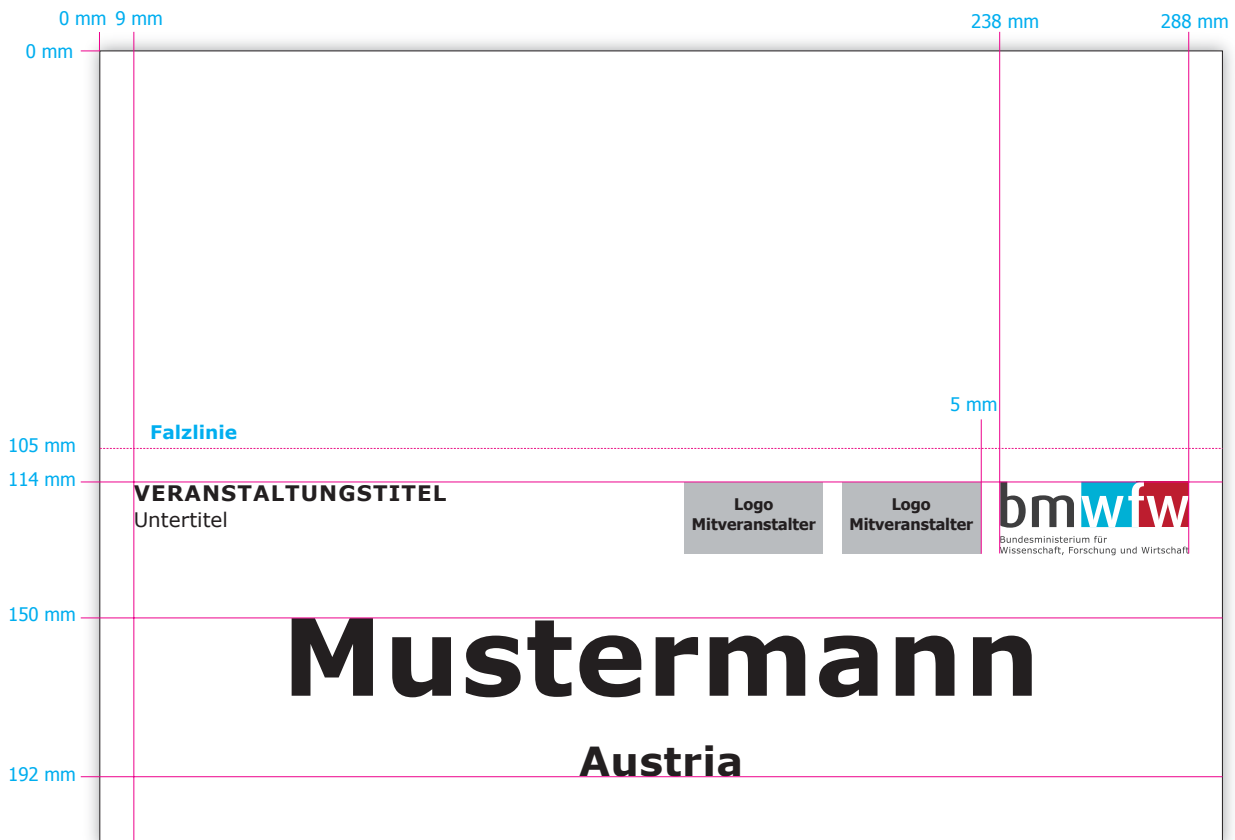 0 mm 9 mm 238 mm 288 mm
0 mm
5 mm
Falzlinie
105 mm
114 mm
VERANSTALTUNGSTITEL
Untertitel
Logo
Mitveranstalter
Logo
Mitveranstalter
bmwfw
Bundesministerium für
Wissenschaft, Forschung und Wirtschaft
150 mm
Mustermann
Austria
192 mm